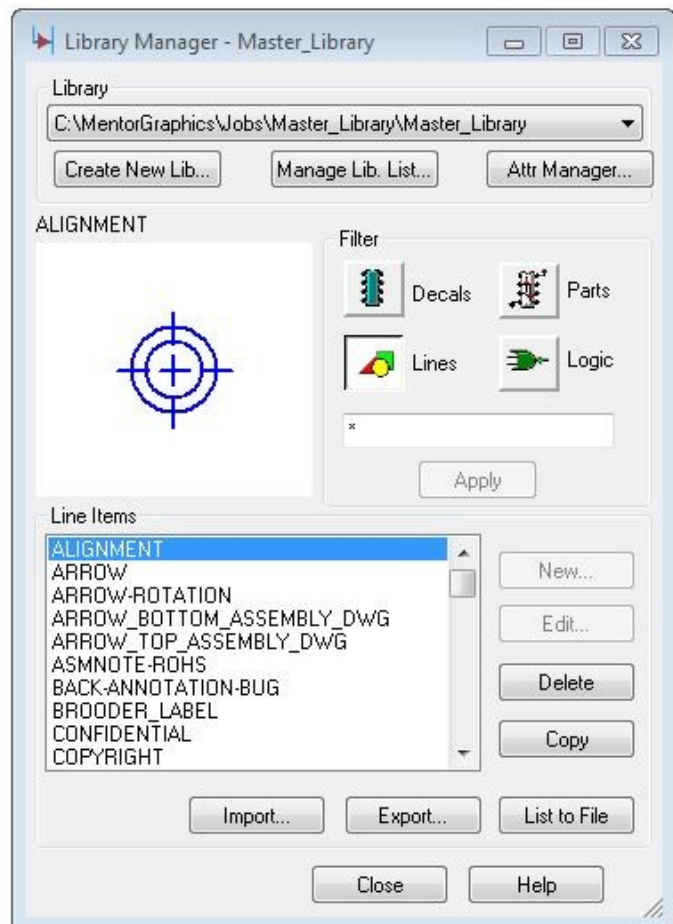 Library Manager - Master_Library
Library
C:\MentorGraphics\Jobs\Master_Library\Master_Library
Create New Lib... Manage Lib. List... Attr Manager...
ALIGNMENT
Filter
Decals Parts
Lines Logic
*
Apply
Line Items
ALIGNMENT
ARROW
ARROW-ROTATION
ARROW_BOTTOM_ASSEMBLY_DWG
ARROW_TOP_ASSEMBLY_DWG
ASMNOTE-ROHS
BACK-ANNOTATION-BUG
BROODER_LABEL
CONFIDENTIAL
COPYRIGHT
New...
Edit...
Delete
Copy
Import... Export... List to File
Close Help